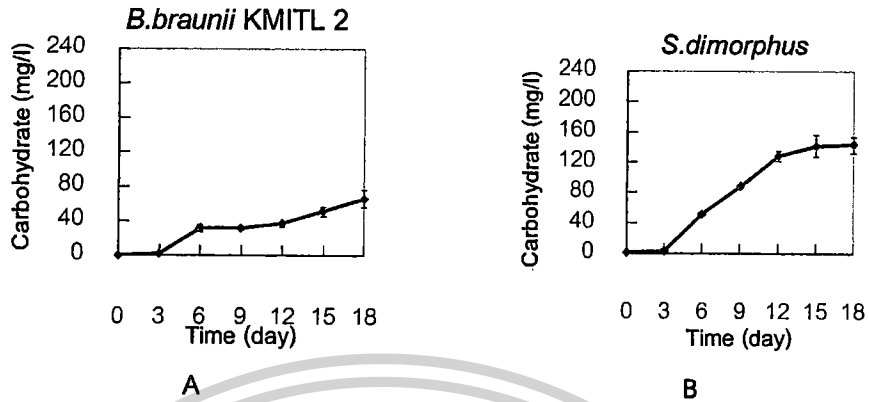 B.braunii KMITL 2
Carbohydrate (mg/l)
240
200
160
120
80
40
0
0 3 6 9 12 15 18
Time (day)
A
S.dimorphus
Carbohydrate (mg/l)
240
200
160
120
80
40
0
0 3 6 9 12 15 18
Time (day)
B